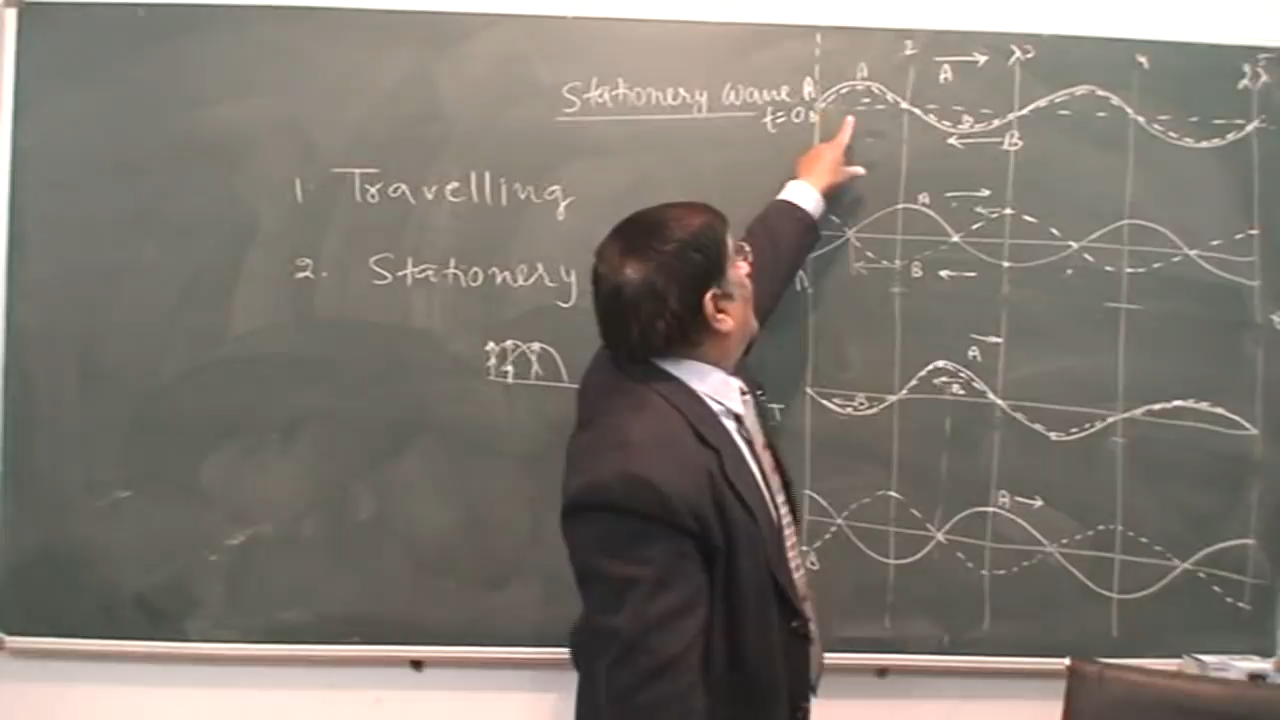 Stationery wave A
t=0
1. Travelling
2. Stationery
A
2
A
λ
4
2λ
B
B
A
B
A
B
B
T
A
B